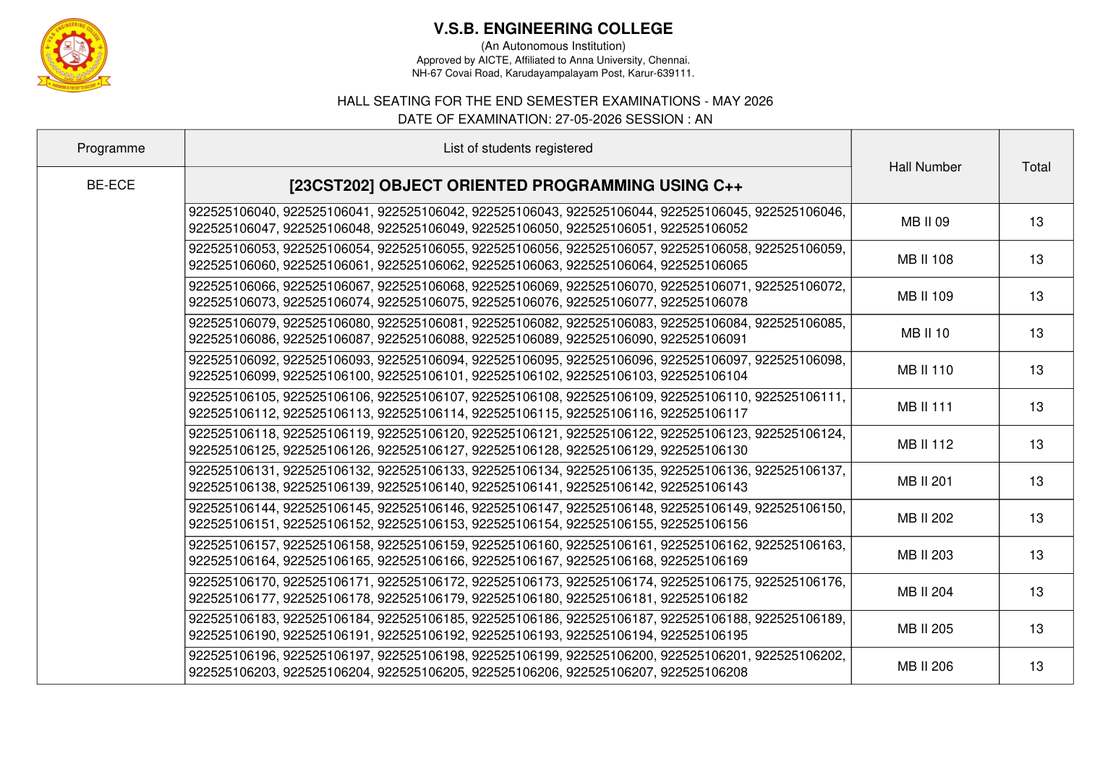 V.S.B. ENGINEERING COLLEGE
(An Autonomous Institution)
Approved by AICTE, Affiliated to Anna University, Chennai.
NH-67 Covai Road, Karudayampalayam Post, Karur-639111.
HALL SEATING FOR THE END SEMESTER EXAMINATIONS - MAY 2026
DATE OF EXAMINATION: 27-05-2026 SESSION : AN
Programme
List of students registered
Hall Number
Total
BE-ECE
[23CST202] OBJECT ORIENTED PROGRAMMING USING C++
922525106040, 922525106041, 922525106042, 922525106043, 922525106044, 922525106045, 922525106046,
922525106047, 922525106048, 922525106049, 922525106050, 922525106051, 922525106052
MB II 09
13
922525106053, 922525106054, 922525106055, 922525106056, 922525106057, 922525106058, 922525106059,
922525106060, 922525106061, 922525106062, 922525106063, 922525106064, 922525106065
MB II 108
13
922525106066, 922525106067, 922525106068, 922525106069, 922525106070, 922525106071, 922525106072,
922525106073, 922525106074, 922525106075, 922525106076, 922525106077, 922525106078
MB II 109
13
922525106079, 922525106080, 922525106081, 922525106082, 922525106083, 922525106084, 922525106085,
922525106086, 922525106087, 922525106088, 922525106089, 922525106090, 922525106091
MB II 10
13
922525106092, 922525106093, 922525106094, 922525106095, 922525106096, 922525106097, 922525106098,
922525106099, 922525106100, 922525106101, 922525106102, 922525106103, 922525106104
MB II 110
13
922525106105, 922525106106, 922525106107, 922525106108, 922525106109, 922525106110, 922525106111,
922525106112, 922525106113, 922525106114, 922525106115, 922525106116, 922525106117
MB II 111
13
922525106118, 922525106119, 922525106120, 922525106121, 922525106122, 922525106123, 922525106124,
922525106125, 922525106126, 922525106127, 922525106128, 922525106129, 922525106130
MB II 112
13
922525106131, 922525106132, 922525106133, 922525106134, 922525106135, 922525106136, 922525106137,
922525106138, 922525106139, 922525106140, 922525106141, 922525106142, 922525106143
MB II 201
13
922525106144, 922525106145, 922525106146, 922525106147, 922525106148, 922525106149, 922525106150,
922525106151, 922525106152, 922525106153, 922525106154, 922525106155, 922525106156
MB II 202
13
922525106157, 922525106158, 922525106159, 922525106160, 922525106161, 922525106162, 922525106163,
922525106164, 922525106165, 922525106166, 922525106167, 922525106168, 922525106169
MB II 203
13
922525106170, 922525106171, 922525106172, 922525106173, 922525106174, 922525106175, 922525106176,
922525106177, 922525106178, 922525106179, 922525106180, 922525106181, 922525106182
MB II 204
13
922525106183, 922525106184, 922525106185, 922525106186, 922525106187, 922525106188, 922525106189,
922525106190, 922525106191, 922525106192, 922525106193, 922525106194, 922525106195
MB II 205
13
922525106196, 922525106197, 922525106198, 922525106199, 922525106200, 922525106201, 922525106202,
922525106203, 922525106204, 922525106205, 922525106206, 922525106207, 922525106208
MB II 206
13